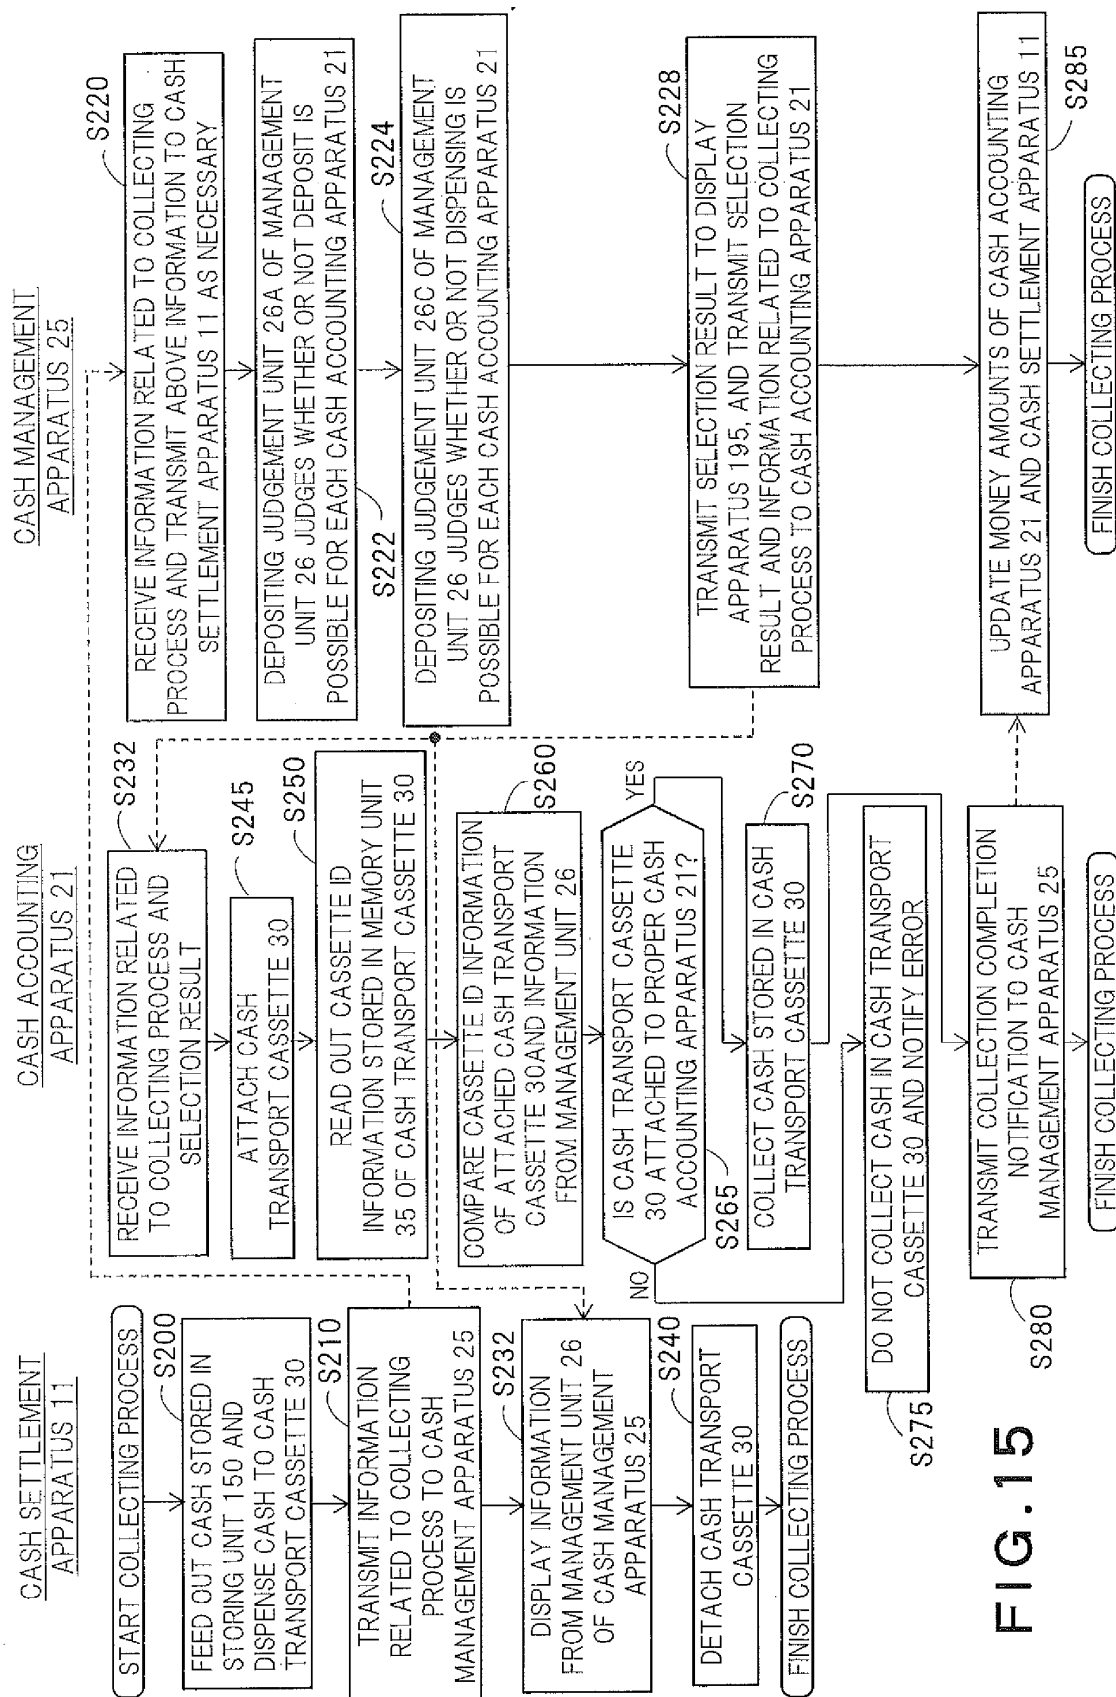 CASH SETTLEMENT
APPARATUS 11
START COLLECTING PROCESS
S200
FEED OUT CASH STORED IN
STORING UNIT 150 AND
DISPENSE CASH TO CASH
TRANSPORT CASSETTE 30
S210
TRANSMIT INFORMATION
RELATED TO COLLECTING
PROCESS TO CASH
MANAGEMENT APPARATUS 25
S232
DISPLAY INFORMATION
FROM MANAGEMENT UNIT 26
OF CASH MANAGEMENT
APPARATUS 25
S240
DETACH CASH TRANSPORT
CASSETTE 30
FINISH COLLECTING PROCESS
CASH ACCOUNTING
APPARATUS 21
S232
RECEIVE INFORMATION RELATED
TO COLLECTING PROCESS AND
SELECTION RESULT
S245
ATTACH CASH
TRANSPORT CASSETTE 30
S250
READ OUT CASSETTE ID
INFORMATION STORED IN MEMORY UNIT
35 OF CASH TRANSPORT CASSETTE 30
S260
COMPARE CASSETTE ID INFORMATION
OF ATTACHED CASH TRANSPORT
CASSETTE 30AND INFORMATION
FROM MANAGEMENT UNIT 26
NO
YES
IS CASH TRANSPORT CASSETTE
30 ATTACHED TO PROPER CASH
ACCOUNTING APPARATUS 21?
S265
S270
COLLECT CASH STORED IN CASH
TRANSPORT CASSETTE 30
DO NOT COLLECT CASH IN CASH TRANSPORT
CASSETTE 30 AND NOTIFY ERROR
S275
TRANSMIT COLLECTION COMPLETION
NOTIFICATION TO CASH
MANAGEMENT APPARATUS 25
S280
FINISH COLLECTING PROCESS
CASH MANAGEMENT
APPARATUS 25
S220
RECEIVE INFORMATION RELATED TO COLLECTING
PROCESS AND TRANSMIT ABOVE INFORMATION TO CASH
SETTLEMENT APPARATUS 11 AS NECESSARY
DEPOSITING JUDGEMENT UNIT 26A OF MANAGEMENT
UNIT 26 JUDGES WHETHER OR NOT DEPOSIT IS
POSSIBLE FOR EACH CASH ACCOUNTING APPARATUS 21
S222
S224
DEPOSITING JUDGEMENT UNIT 26C OF MANAGEMENT
UNIT 26 JUDGES WHETHER OR NOT DISPENSING IS
POSSIBLE FOR EACH CASH ACCOUNTING APPARATUS 21
S228
TRANSMIT SELECTION RESULT TO DISPLAY
APPARATUS 195, AND TRANSMIT SELECTION
RESULT AND INFORMATION RELATED TO COLLECTING
PROCESS TO CASH ACCOUNTING APPARATUS 21
UPDATE MONEY AMOUNTS OF CASH ACCOUNTING
APPARATUS 21 AND CASH SETTLEMENT APPARATUS 11
S285
FINISH COLLECTING PROCESS
FIG.15